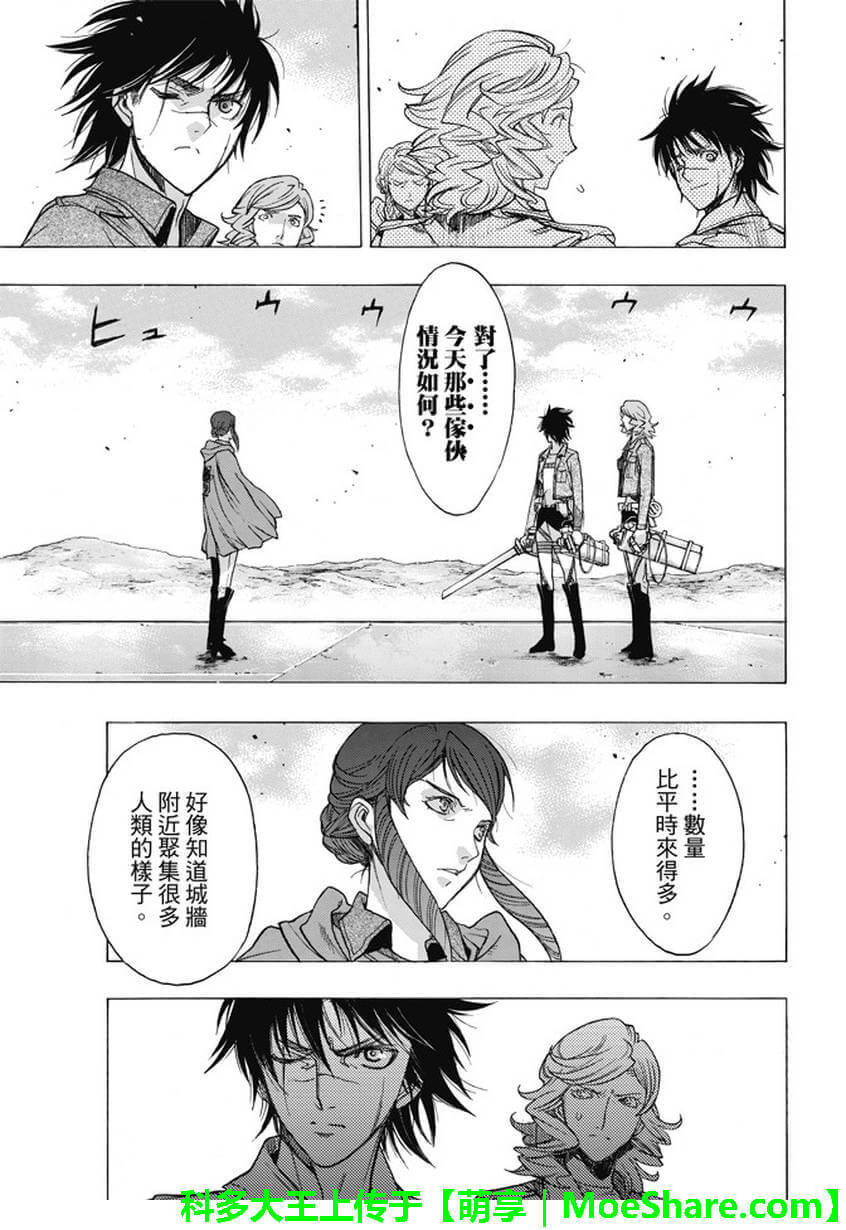 ヒュウウウウ
對了……
今天那些傢伙
情況如何？
……數量
比平時來得多。
好像知道城牆
附近聚集很多
人類的樣子。
科多大王上传于【萌享｜MoeShare.com】